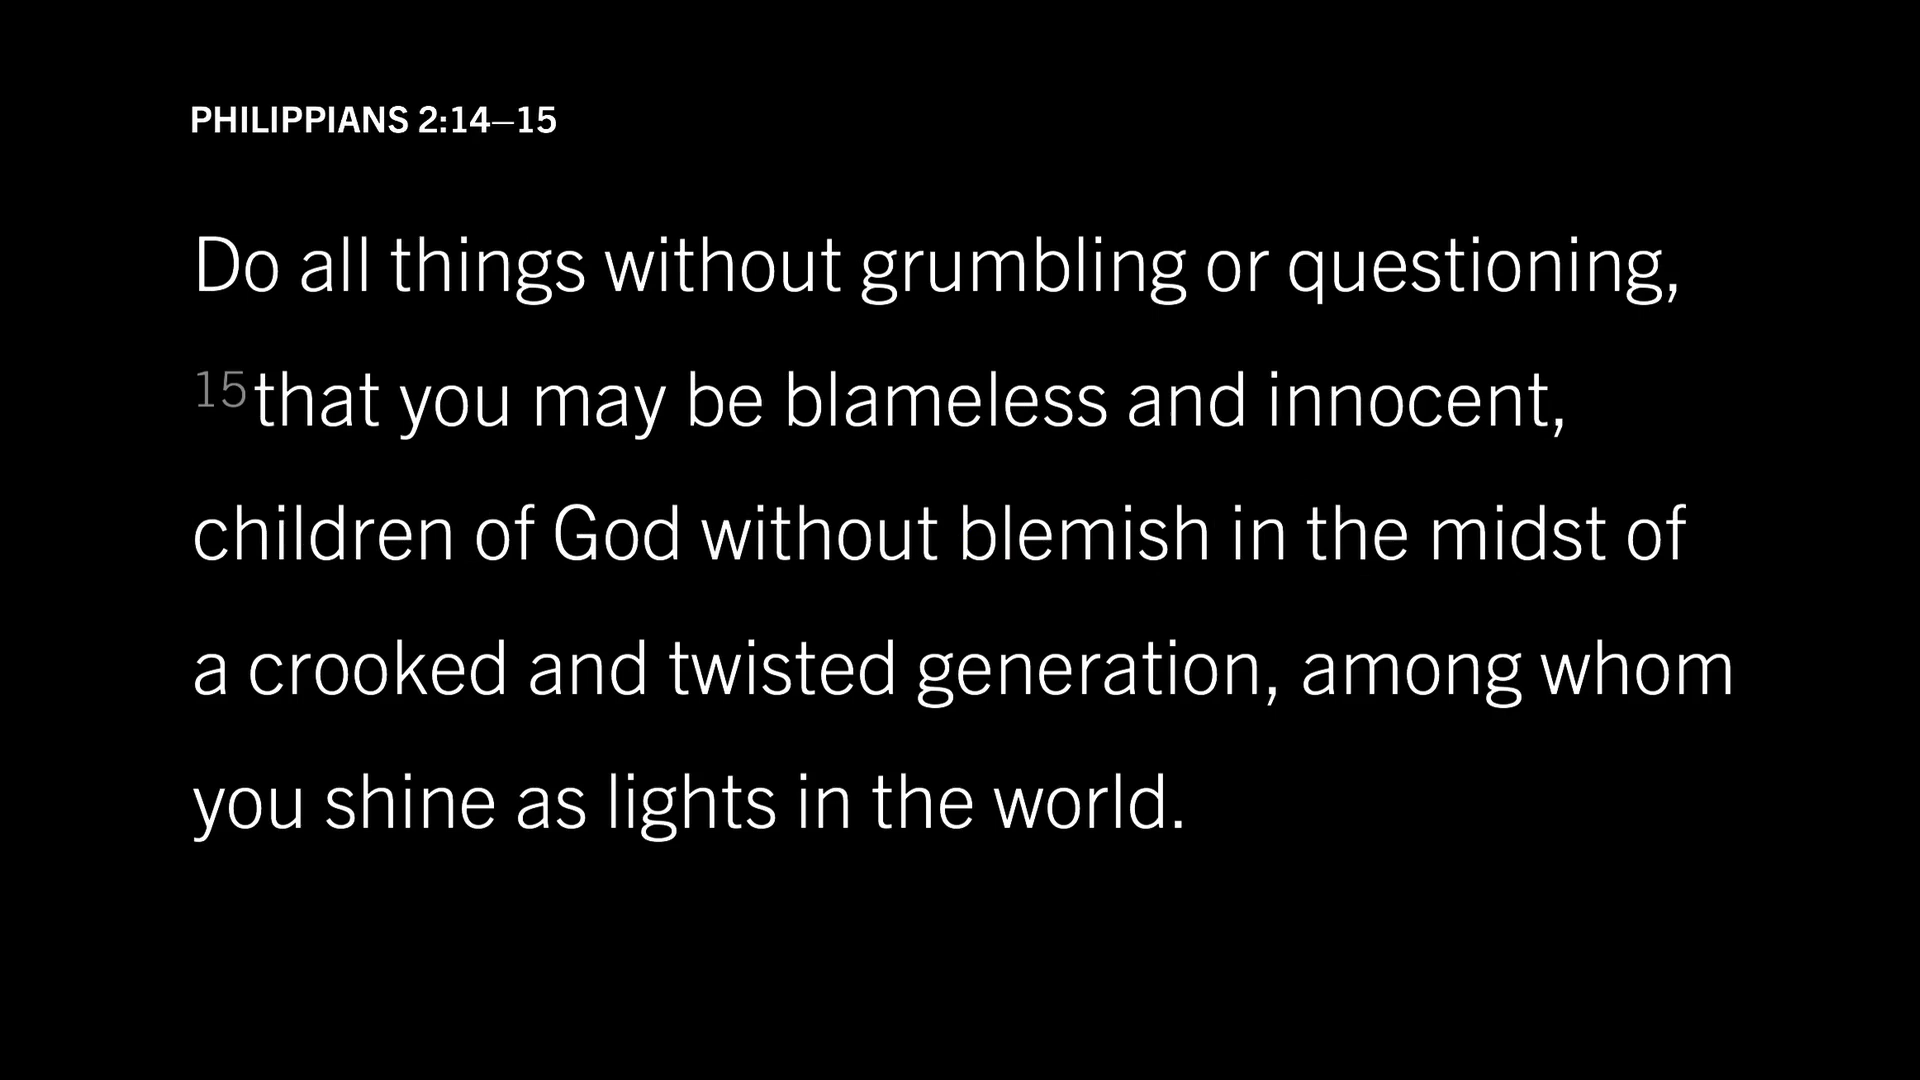 PHILIPPIANS 2:14–15
Do all things without grumbling or questioning,
15 that you may be blameless and innocent,
children of God without blemish in the midst of
a crooked and twisted generation, among whom
you shine as lights in the world.